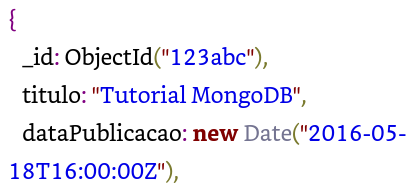 {
_id: ObjectId("123abc"),
titulo: "Tutorial MongoDB",
dataPublicacao: new Date("2016-05-
18T16:00:00Z"),